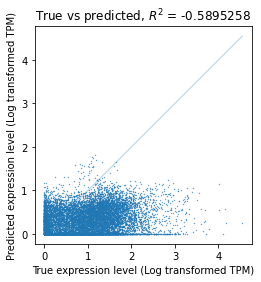 True vs predicted, $R^2$ = -0.5895258
Predicted expression level (Log transformed TPM)
4
3
2
1
0
0 1 2 3 4
True expression level (Log transformed TPM)